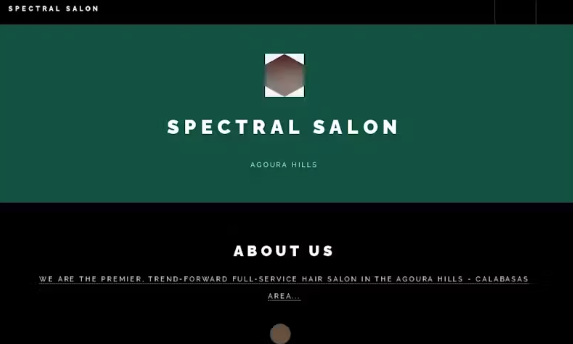 SPECTRAL SALON
SPECTRAL SALON
AGOURA HILLS
ABOUT US
WE ARE THE PREMIER, TREND-FORWARD FULL-SERVICE HAIR SALON IN THE AGOURA HILLS - CALABASAS
AREA...